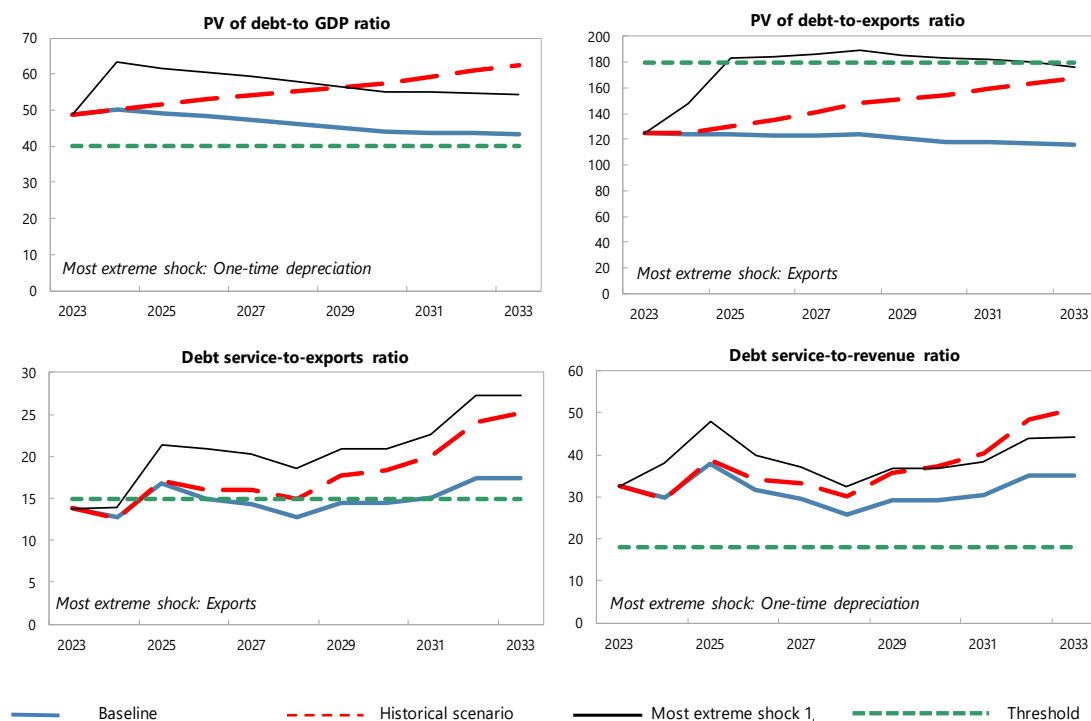 PV of debt-to GDP ratio
70
60
50
40
30
20
10
0
Most extreme shock: One-time depreciation
2023 2025 2027 2029 2031 2033
PV of debt-to-exports ratio
200
180
160
140
120
100
80
60
40
20
0
Most extreme shock: Exports
2023 2025 2027 2029 2031 2033
Debt service-to-exports ratio
30
25
20
15
10
5
0
Most extreme shock: Exports
2023 2025 2027 2029 2031 2033
Debt service-to-revenue ratio
60
50
40
30
20
10
0
Most extreme shock: One-time depreciation
2023 2025 2027 2029 2031 2033
Baseline Historical scenario Most extreme shock 1/ Threshold